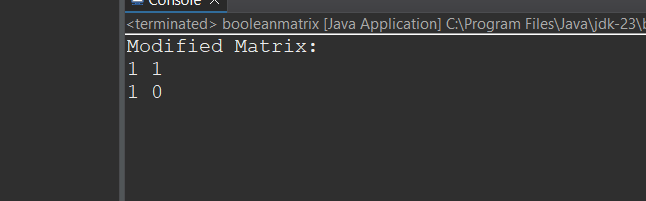 Console
<terminated> booleanmatrix [Java Application] C:\Program Files\Java\jdk-23\b
Modified Matrix:
1 1
1 0